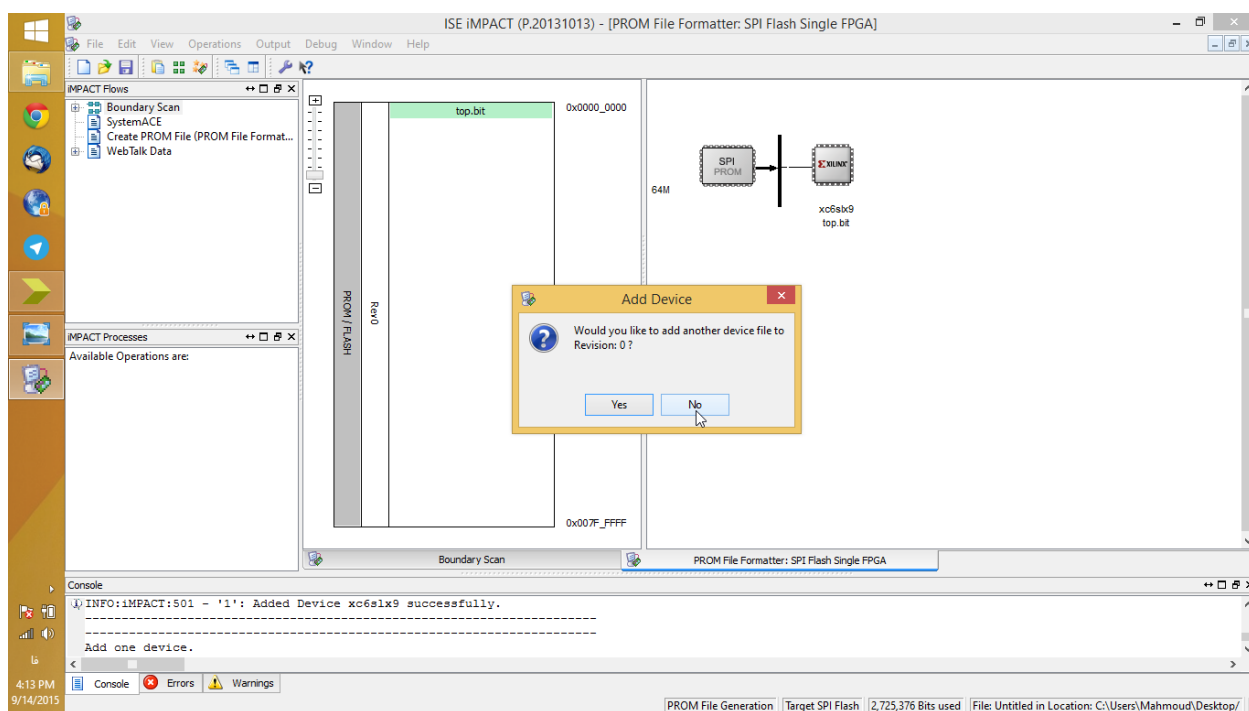 ISE iMPACT (P.20131013) - [PROM File Formatter: SPI Flash Single FPGA]
File Edit View Operations Output Debug Window Help
iMPACT Flows
Boundary Scan
SystemACE
Create PROM File (PROM File Format...
WebTalk Data
iMPACT Processes
Available Operations are:
top.bit
0x0000_0000
PROM / FLASH
Rev0
0x007F_FFFF
64M
SPI
PROM
XILINX
xc6slx9
top.bit
Add Device
Would you like to add another device file to
Revision: 0 ?
Yes No
Boundary Scan
PROM File Formatter: SPI Flash Single FPGA
Console
INFO:iMPACT:501 - '1': Added Device xc6slx9 successfully.
----------------------------------------------------------------------
----------------------------------------------------------------------
Add one device.
Console Errors Warnings
PROM File Generation Target SPI Flash 2,725,376 Bits used File: Untitled in Location: C:\Users\Mahmoud\Desktop/
فا
4:13 PM
9/14/2015